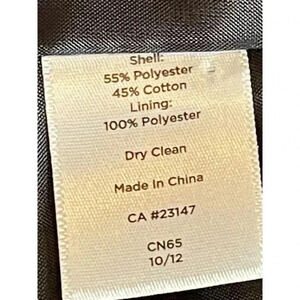 Shell:
55% Polyester
45% Cotton
Lining:
100% Polyester
Dry Clean
Made In China
CA #23147
CN65
10/12